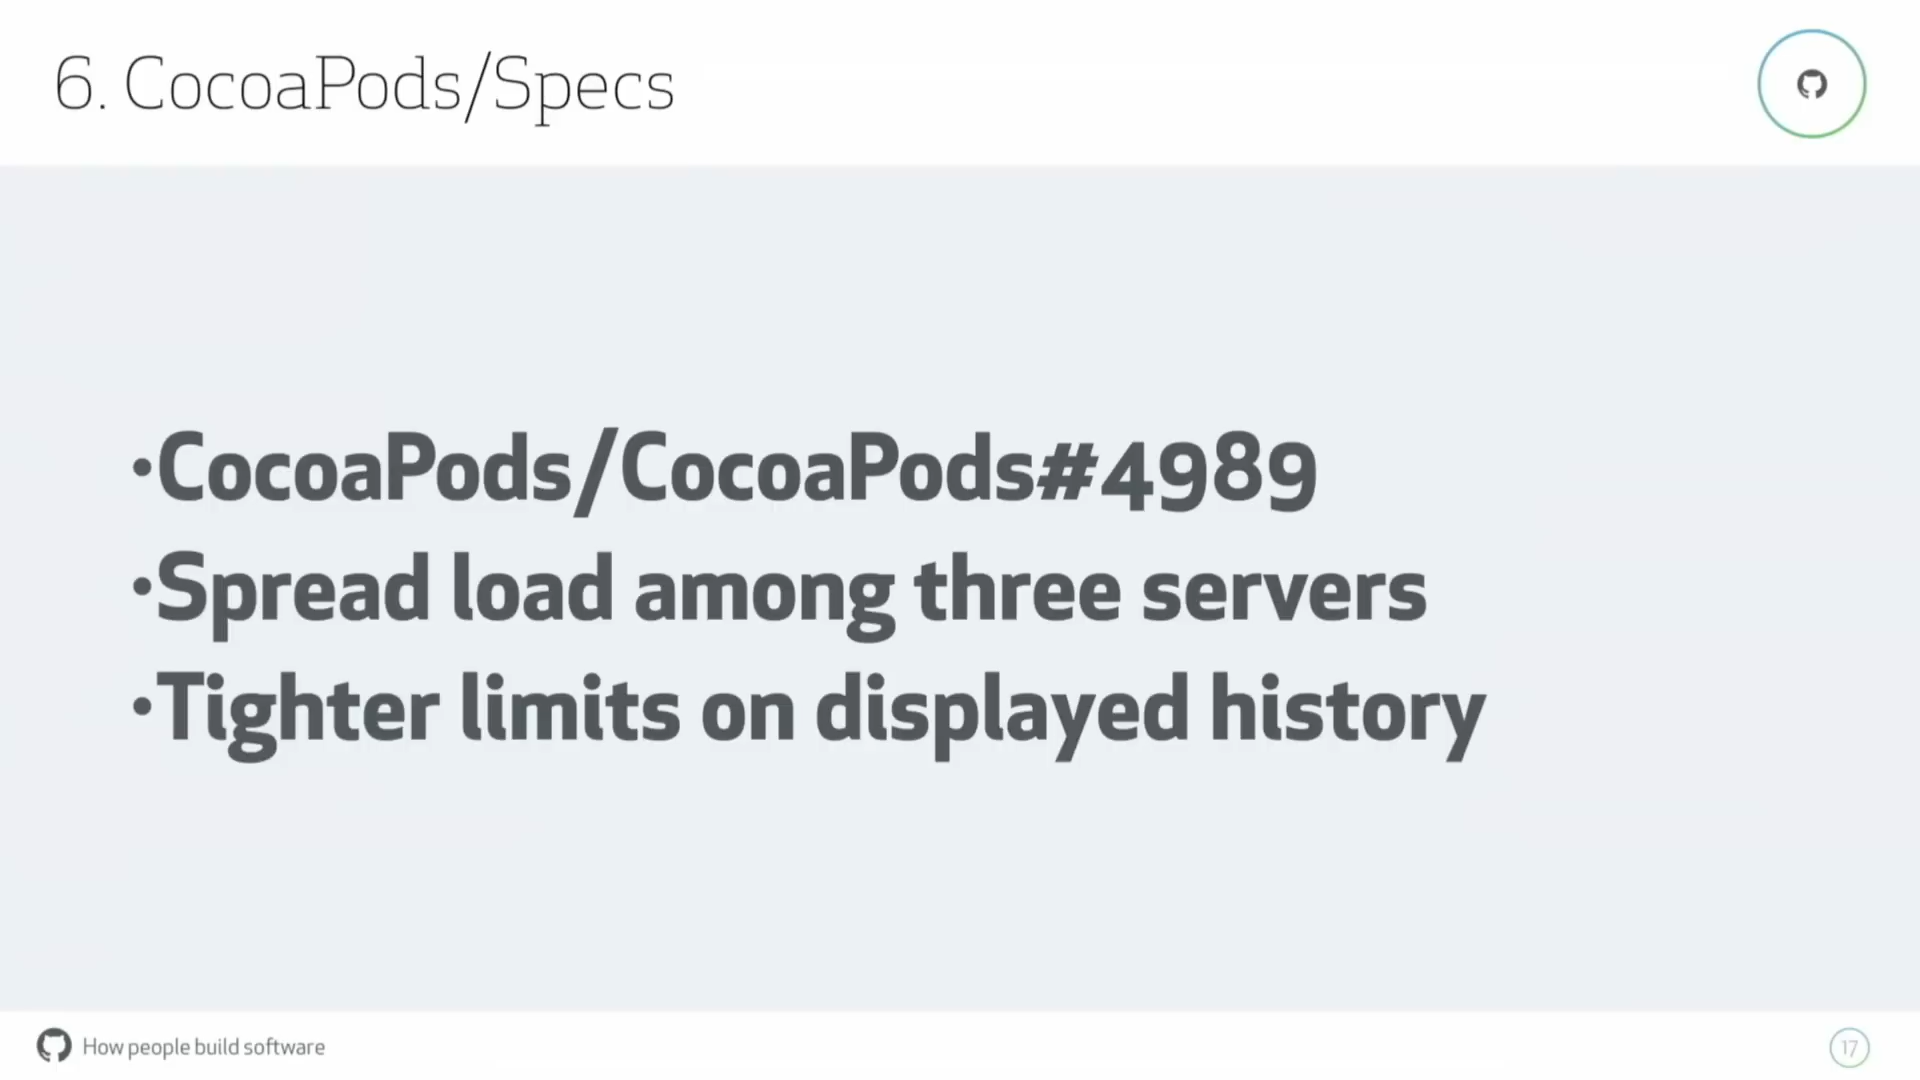 6. CocoaPods/Specs
•CocoaPods/CocoaPods#4989
•Spread load among three servers
•Tighter limits on displayed history
How people build software
17